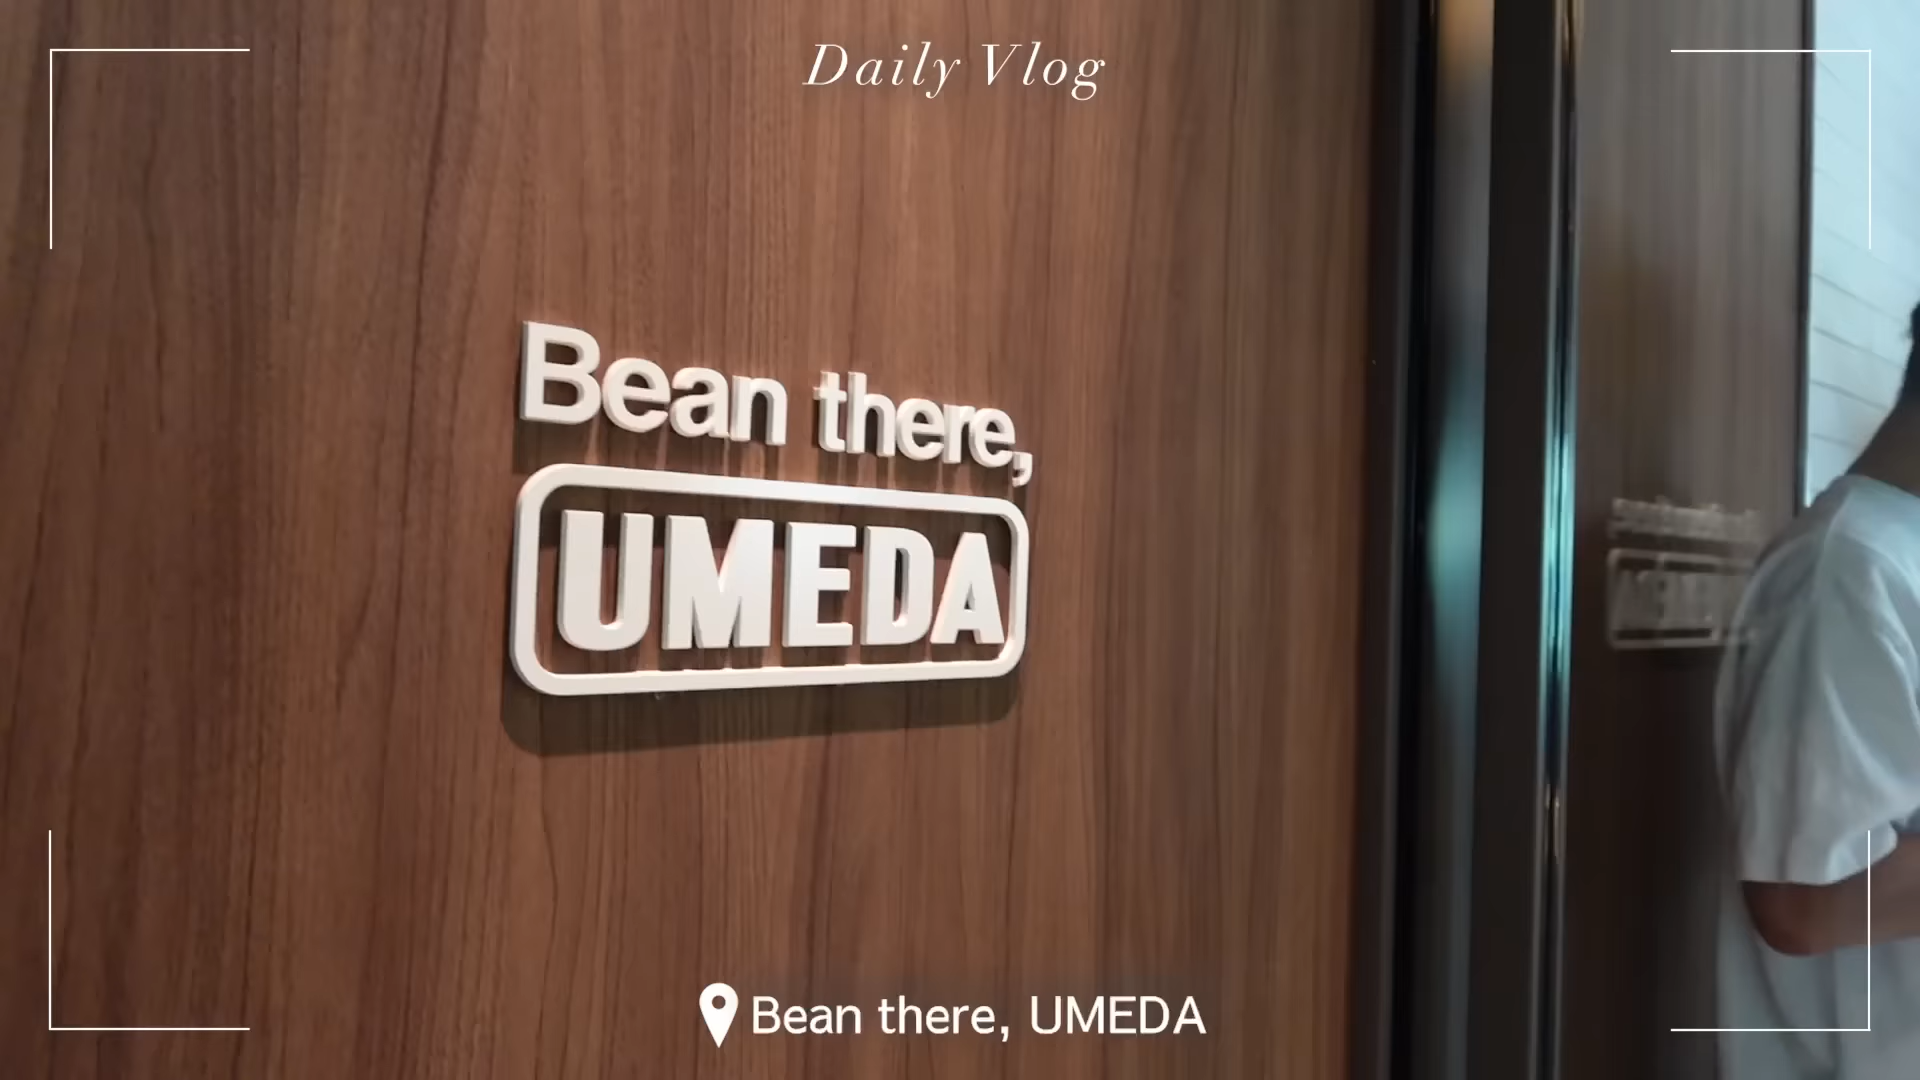 Daily Vlog
Bean there,
UMEDA
Bean there, UMEDA